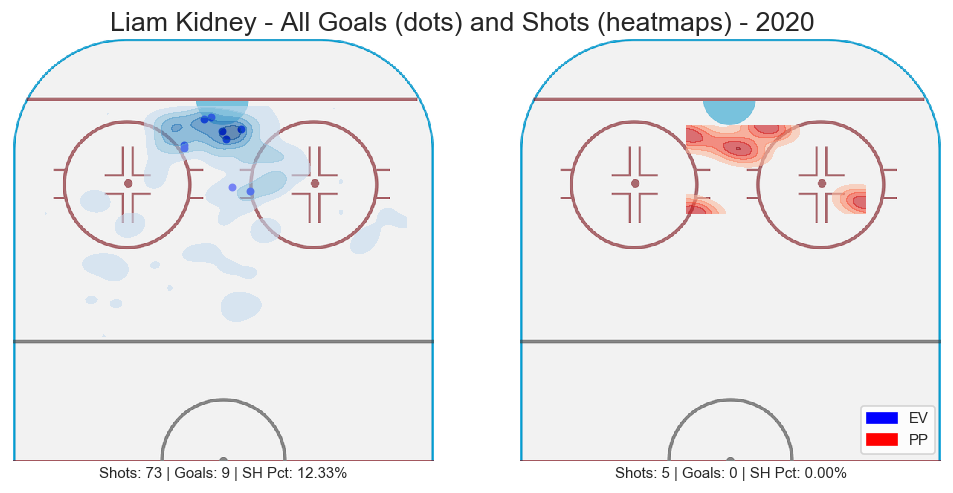 Liam Kidney - All Goals (dots) and Shots (heatmaps) - 2020
EV
PP
Shots: 73 | Goals: 9 | SH Pct: 12.33%
Shots: 5 | Goals: 0 | SH Pct: 0.00%